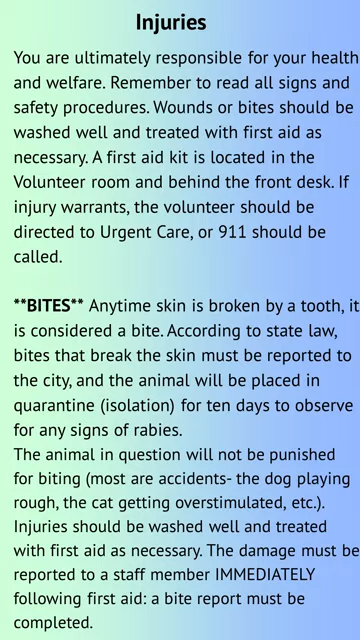 Injuries
You are ultimately responsible for your health
and welfare. Remember to read all signs and
safety procedures. Wounds or bites should be
washed well and treated with first aid as
necessary. A first aid kit is located in the
Volunteer room and behind the front desk. If
injury warrants, the volunteer should be
directed to Urgent Care, or 911 should be
called.
**BITES** Anytime skin is broken by a tooth, it
is considered a bite. According to state law,
bites that break the skin must be reported to
the city, and the animal will be placed in
quarantine (isolation) for ten days to observe
for any signs of rabies.
The animal in question will not be punished
for biting (most are accidents- the dog playing
rough, the cat getting overstimulated, etc.).
Injuries should be washed well and treated
with first aid as necessary. The damage must be
reported to a staff member IMMEDIATELY
following first aid: a bite report must be
completed.